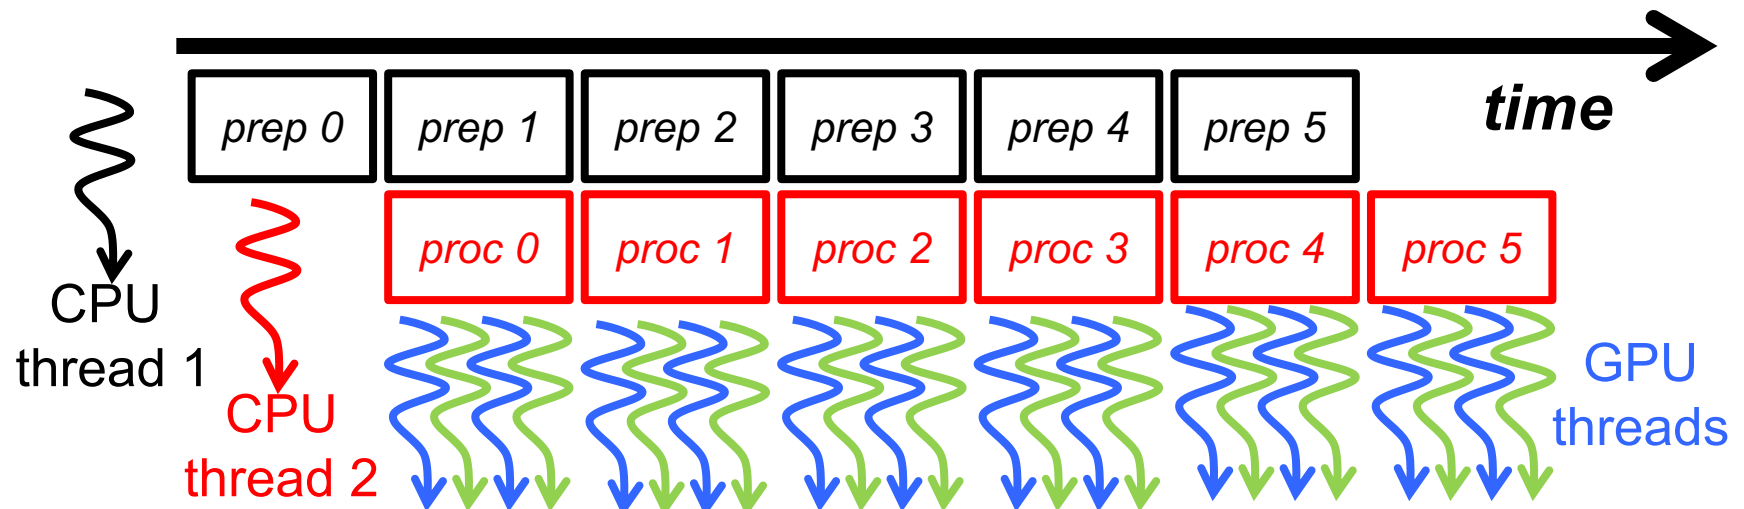 prep 0 prep 1 prep 2 prep 3 prep 4 prep 5
time
proc 0 proc 1 proc 2 proc 3 proc 4 proc 5
CPU
thread 1
CPU
thread 2
GPU
threads